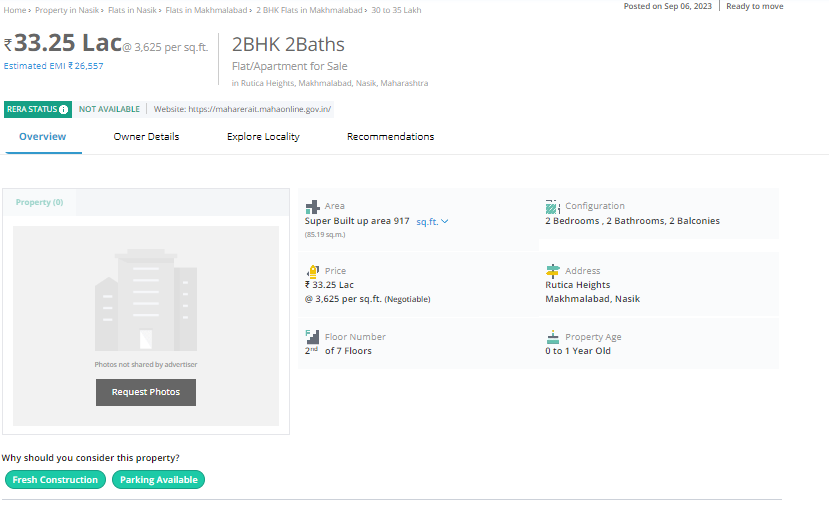 Home › Property in Nasik › Flats in Nasik › Flats in Makhmalabad › 2 BHK Flats in Makhmalabad › 30 to 35 Lakh
Posted on Sep 06, 2023 | Ready to move
₹33.25 Lac @ 3,625 per sq.ft.
Estimated EMI ₹26,557
2BHK 2Baths
Flat/Apartment for Sale
in Rutica Heights, Makhmalabad, Nasik, Maharashtra
RERA STATUS i NOT AVAILABLE | Website: https://maharerait.mahaonline.gov.in/
Overview Owner Details Explore Locality Recommendations
Property (0)
Photos not shared by advertiser
Request Photos
Area
Super Built up area 917 sq.ft.
(85.19 sq.m.)
Configuration
2 Bedrooms , 2 Bathrooms, 2 Balconies
Price
₹ 33.25 Lac
@ 3,625 per sq.ft. (Negotiable)
Address
Rutica Heights
Makhmalabad, Nasik
Floor Number
2nd of 7 Floors
Property Age
0 to 1 Year Old
Why should you consider this property?
Fresh Construction Parking Available